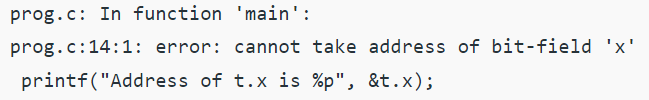 prog.c: In function 'main':
prog.c:14:1: error: cannot take address of bit-field 'x'
printf("Address of t.x is %p", &t.x);